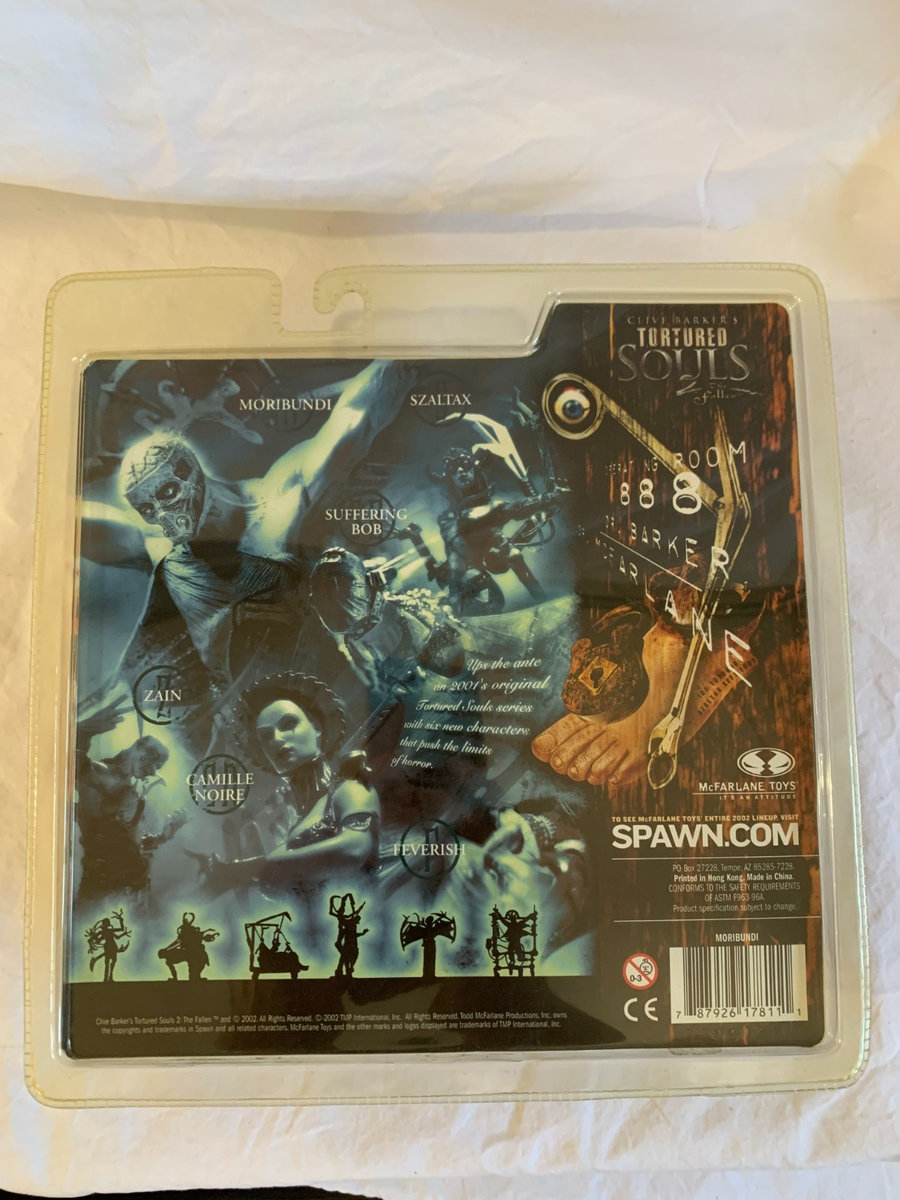 CLIVE BARKER'S
TORTURED
SOULS
2 The
Fallen
MORIBUNDI
SZALTAX
SUFFERING
BOB
ZAIN
CAMILLE
NOIRE
FEVERISH
Ups the ante
on 2001's original
Tortured Souls series
with six new characters
that push the limits
of horror.
OPERATING ROOM
888
DR. BARKER
McFARLANE
McFARLANE TOYS
IT'S AN ATTITUDE
TO SEE McFARLANE TOYS' ENTIRE 2002 LINEUP, VISIT
SPAWN.COM
PO Box 27228, Tempe, AZ 85285-7228.
Printed in Hong Kong. Made in China.
CONFORMS TO THE SAFETY REQUIREMENTS
OF ASTM F963-96A.
Product specification subject to change.
MORIBUNDI
0-3
CE
7 87926 17811 1
Clive Barker's Tortured Souls 2: The Fallen ™ and © 2002. All Rights Reserved. © 2002 TMP International, Inc. All Rights Reserved. Todd McFarlane Productions, Inc. owns
the copyrights and trademarks in Spawn and all related characters. McFarlane Toys and the other marks and logos displayed are trademarks of TMP International, Inc.